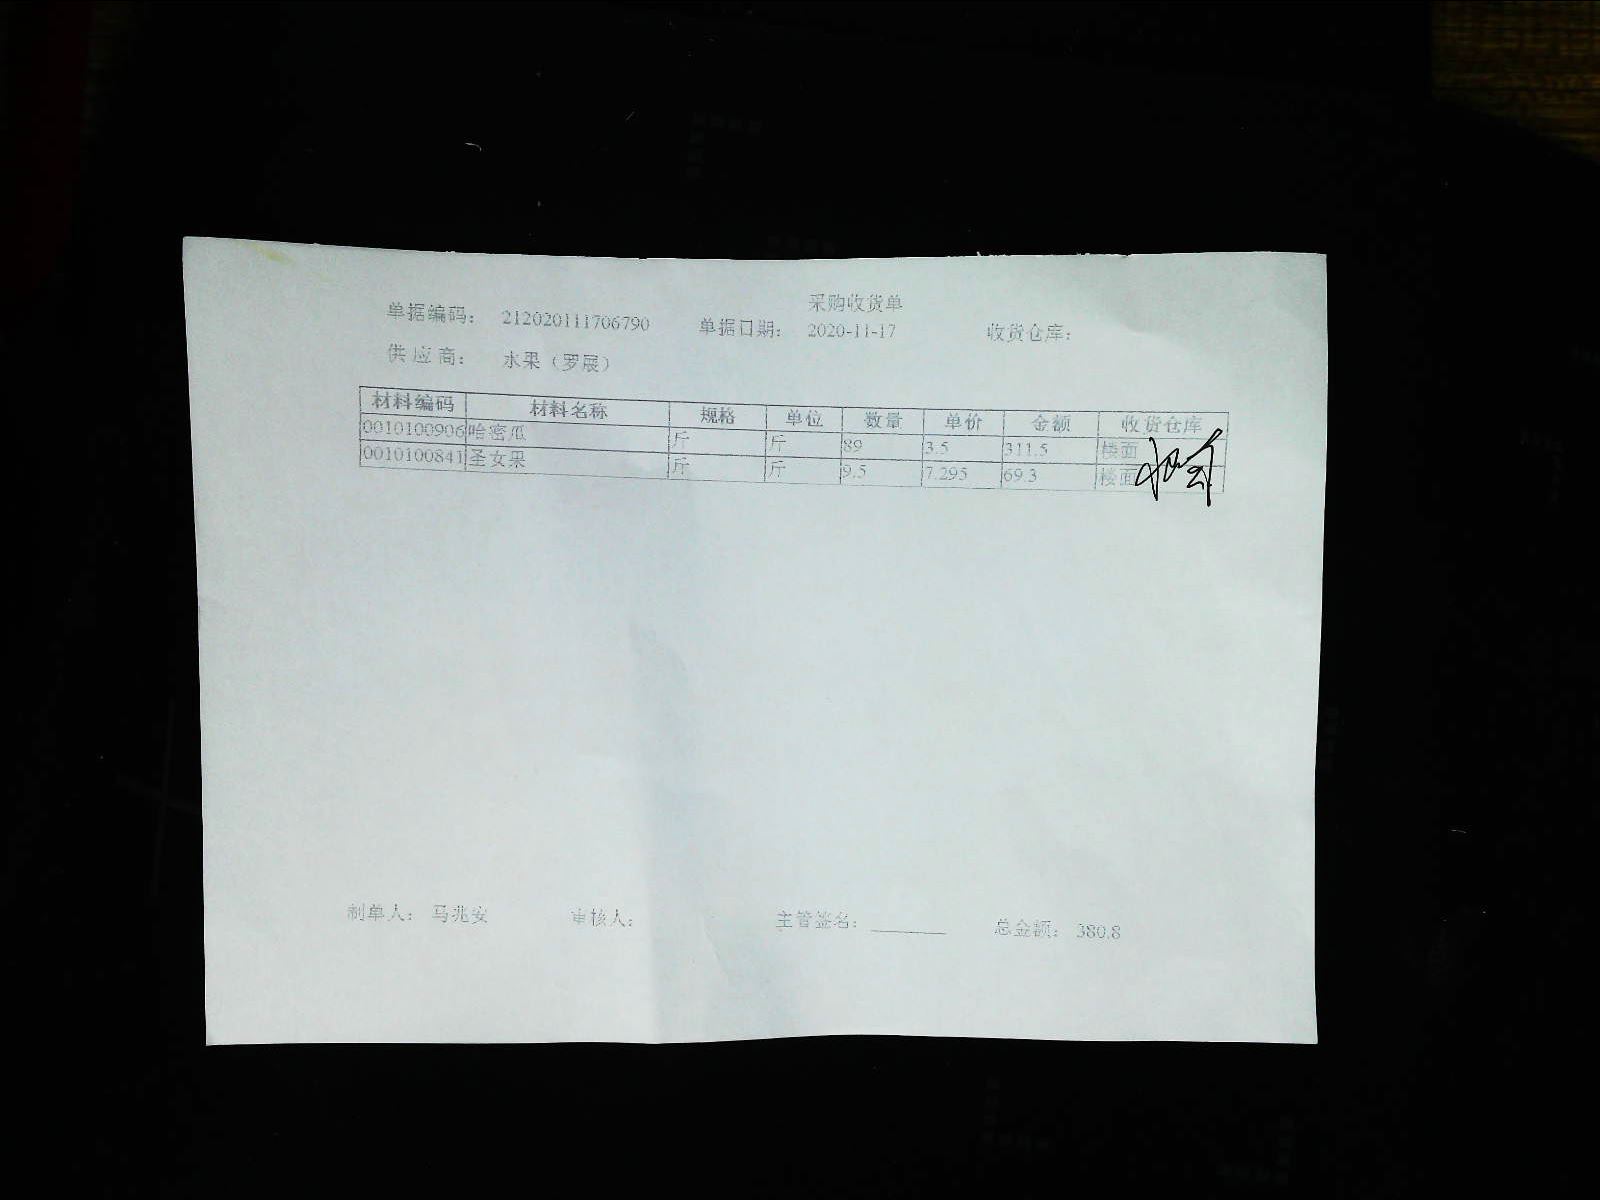 采购收货单
单据编码： 212020111706790 单据日期： 2020-11-17 收货仓库：
供应商： 水果（罗展）
材料编码 材料名称 规格 单位 数量 单价 金额 收货仓库
0010100906 哈密瓜 斤 斤 89 3.5 311.5 楼面
0010100841 圣女果 斤 斤 9.5 7.295 69.3 楼面
制单人： 马兆安 审核人： 主管签名： 总金额： 380.8